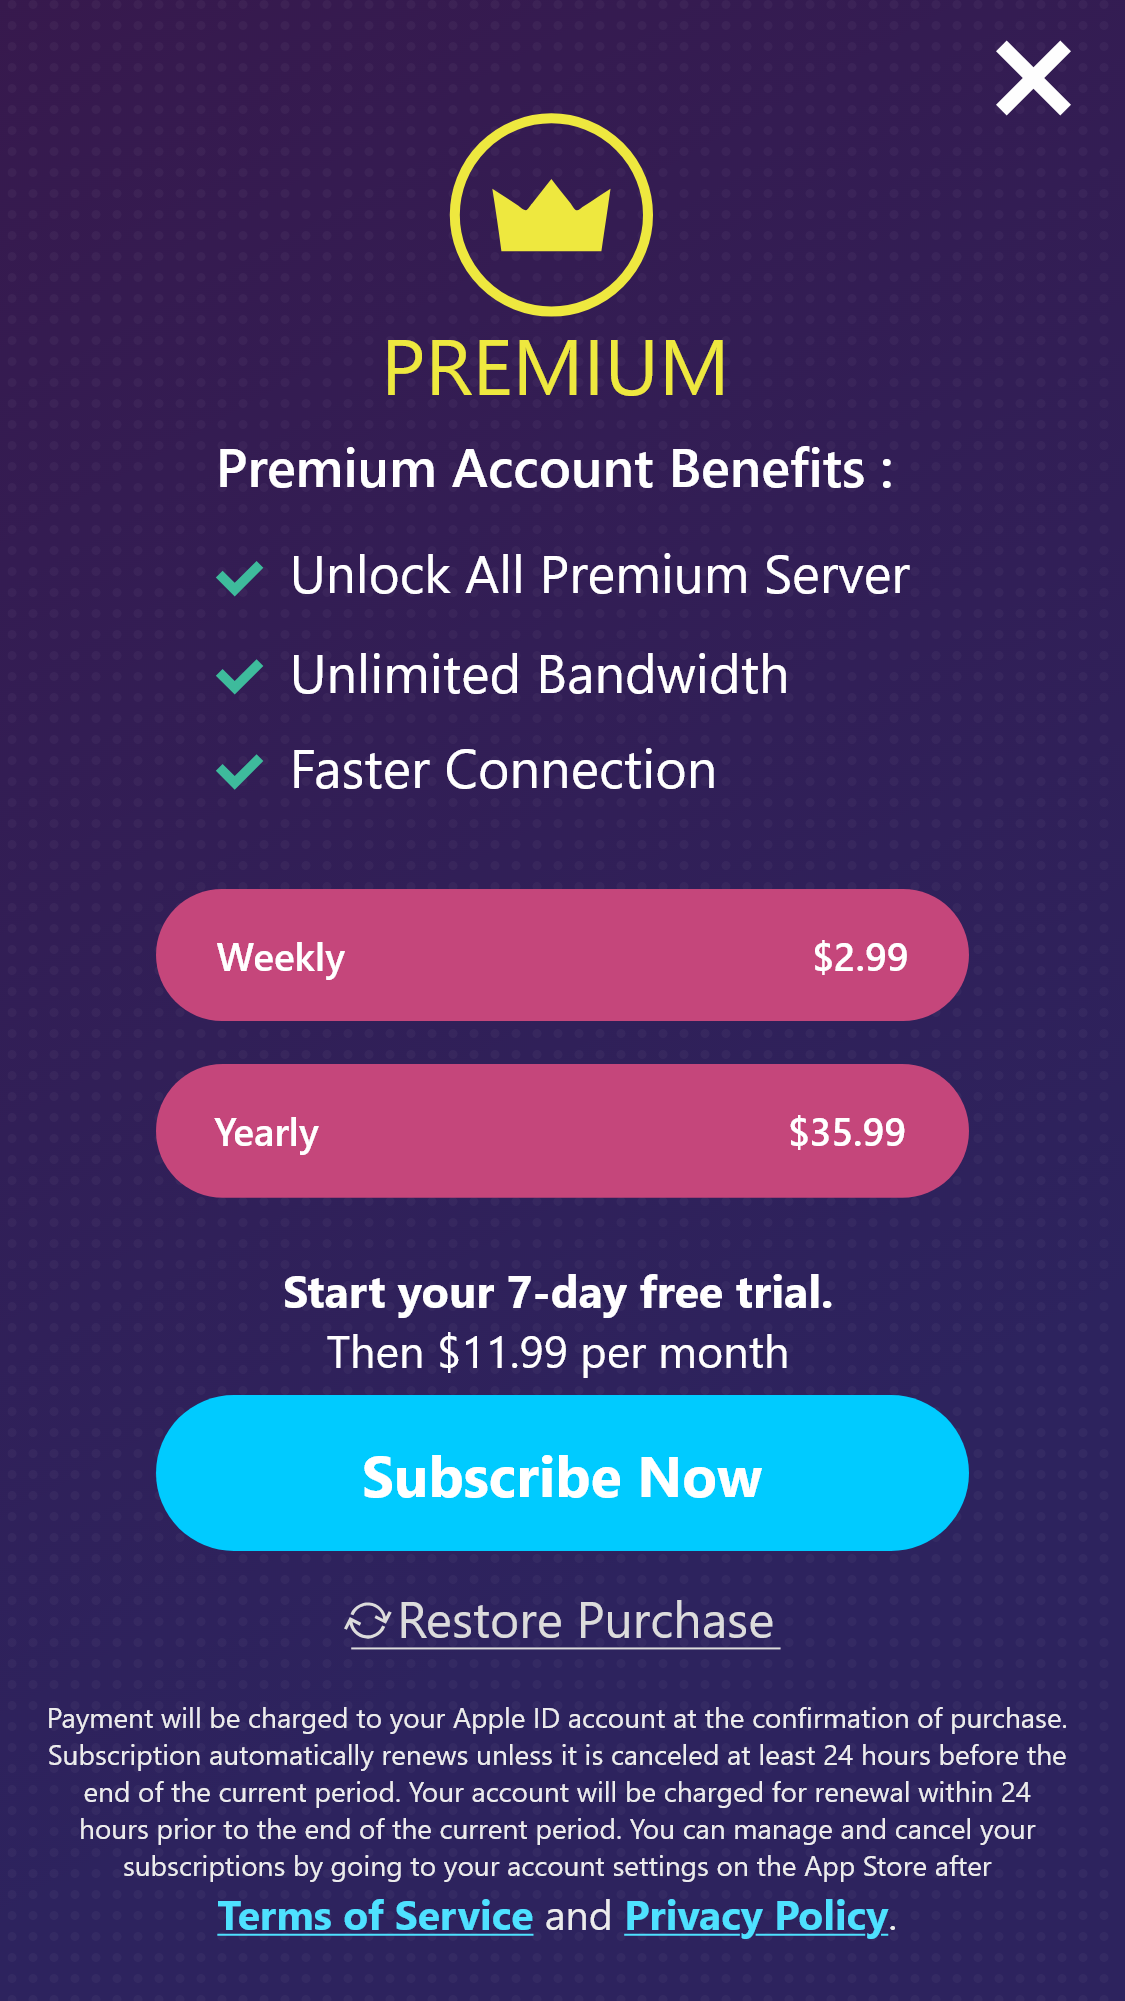 PREMIUM
Premium Account Benefits :
Unlock All Premium Server
Unlimited Bandwidth
Faster Connection
Weekly $2.99
Yearly $35.99
Start your 7-day free trial.
Then $11.99 per month
Subscribe Now
Restore Purchase
Payment will be charged to your Apple ID account at the confirmation of purchase.
Subscription automatically renews unless it is canceled at least 24 hours before the
end of the current period. Your account will be charged for renewal within 24
hours prior to the end of the current period. You can manage and cancel your
subscriptions by going to your account settings on the App Store after
Terms of Service and Privacy Policy.